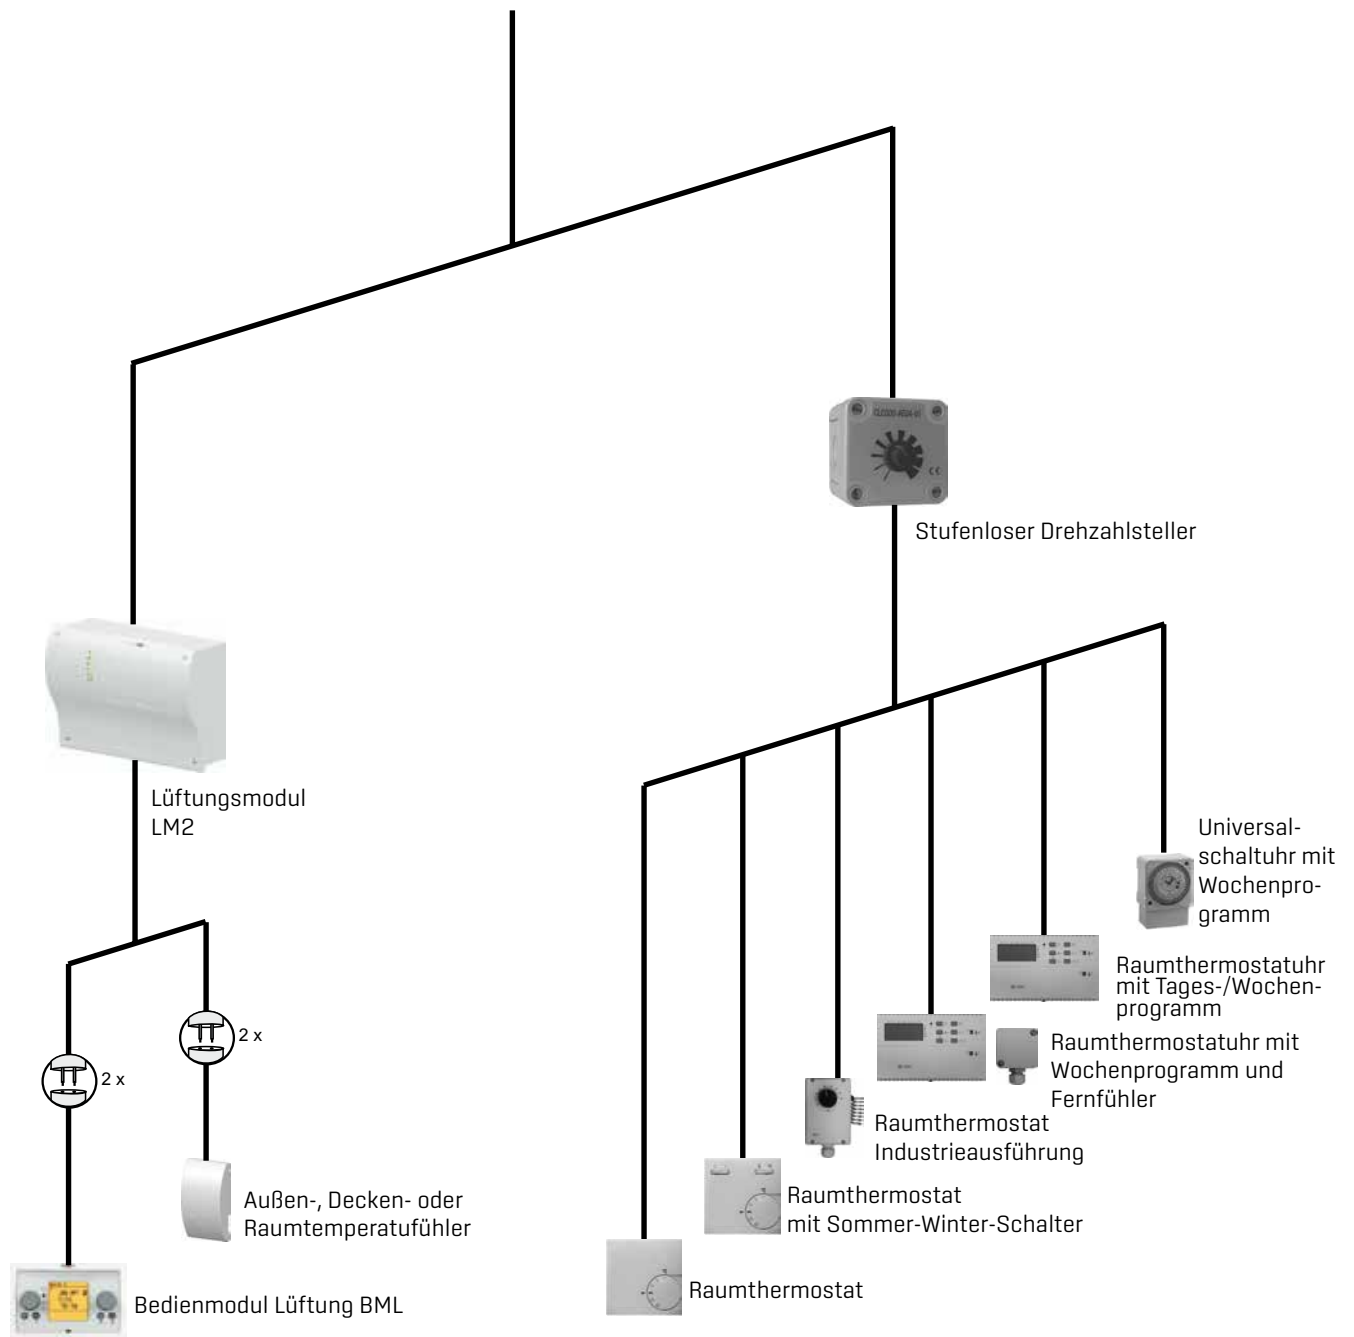 Stufenloser Drehzahlsteller
Lüftungsmodul
LM2
Universal-
schaltuhr mit
Wochenpro-
gramm
Raumthermostatuhr
mit Tages-/Wochen-
programm
2 x
2 x
Raumthermostatuhr mit
Wochenprogramm und
Fernfühler
Raumthermostat
Industrieausführung
Außen-, Decken- oder
Raumtemperatufühler
Raumthermostat
mit Sommer-Winter-Schalter
Bedienmodul Lüftung BML
Raumthermostat